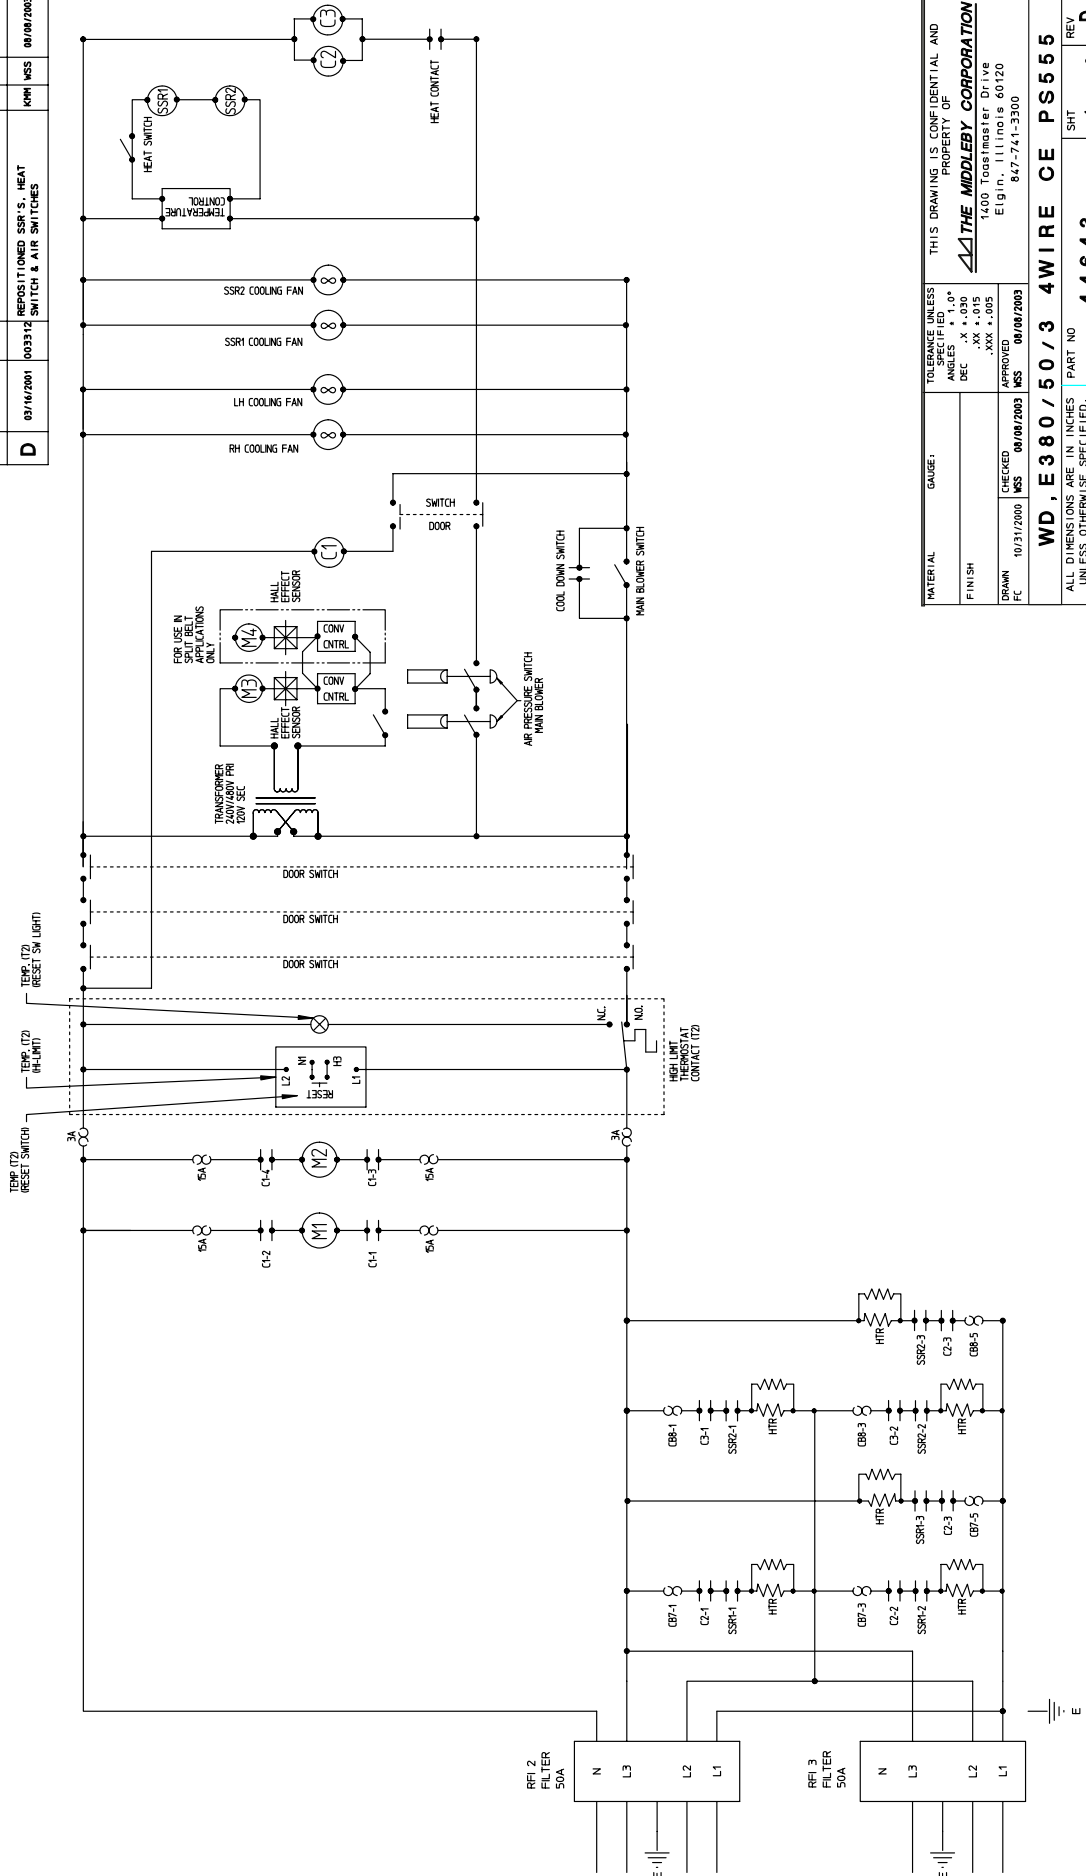 D
03/16/2001
003312
REPOSITIONED SSR'S, HEAT
SWITCH & AIR SWITCHES
KMM
WSS
C3
C2
HEAT CONTACT
SSR1
SSR2
HEAT SWITCH
TEMPERATURE
CONTROL
SSR2 COOLING FAN
SSR1 COOLING FAN
LH COOLING FAN
RH COOLING FAN
SWITCH
DOOR
C1
COOL DOWN SWITCH
MAIN BLOWER SWITCH
FOR USE IN
SPLIT BELT
APPLICATIONS
ONLY
M4
HALL
EFFECT
SENSOR
CONV
CNTRL
M3
HALL
EFFECT
SENSOR
CONV
CNTRL
AIR PRESSURE SWITCH
MAIN BLOWER
TRANSFORMER
240V/480V PRI
120V SEC
DOOR SWITCH
DOOR SWITCH
DOOR SWITCH
TEMP. (T2)
(RESET SW LIGHT)
TEMP. (T2)
(HI-LIMIT)
TEMP (T2)
(RESET SWITCH)
N.C.
N.O.
HIGH LIMIT
THERMOSTAT
CONTACT (T2)
L2
N1
H3
RESET
L1
3A
3A
15A
C1-4
M2
C1-3
15A
15A
C1-2
M1
C1-1
15A
HTR
SSR2-3
C2-3
CB8-5
CB8-1
C3-1
SSR2-1
HTR
CB8-3
C3-2
SSR2-2
HTR
HTR
SSR1-3
C2-3
CB7-5
CB7-1
C2-1
SSR1-1
HTR
CB7-3
C2-2
SSR1-2
HTR
RFI 2
FILTER
50A
N
L3
L2
L1
E
RFI 3
FILTER
50A
N
L3
L2
L1
E
E
THIS DRAWING IS CONFIDENTIAL AND
PROPERTY OF
THE MIDDLEBY CORPORATION
1400 Toastmaster Drive
Elgin, Illinois 60120
847-741-3300
TOLERANCE UNLESS
SPECIFIED
ANGLES ± 1.0°
DEC .X ±.030
.XX ±.015
.XXX ±.005
MATERIAL
GAUGE:
FINISH
DRAWN
FC
10/31/2000
CHECKED
WSS
08/08/2003
APPROVED
WSS
08/08/2003
WD,E380/50/3 4WIRE CE PS555
ALL DIMENSIONS ARE IN INCHES
UNLESS OTHERWISE SPECIFIED.
PART NO
SHT
REV